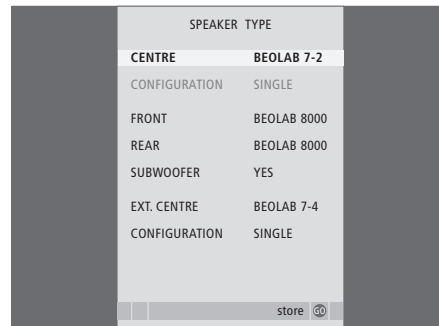 SPEAKER TYPE
CENTRE BEOLAB 7-2
CONFIGURATION SINGLE
FRONT BEOLAB 8000
REAR BEOLAB 8000
SUBWOOFER YES
EXT. CENTRE BEOLAB 7-4
CONFIGURATION SINGLE
store GO